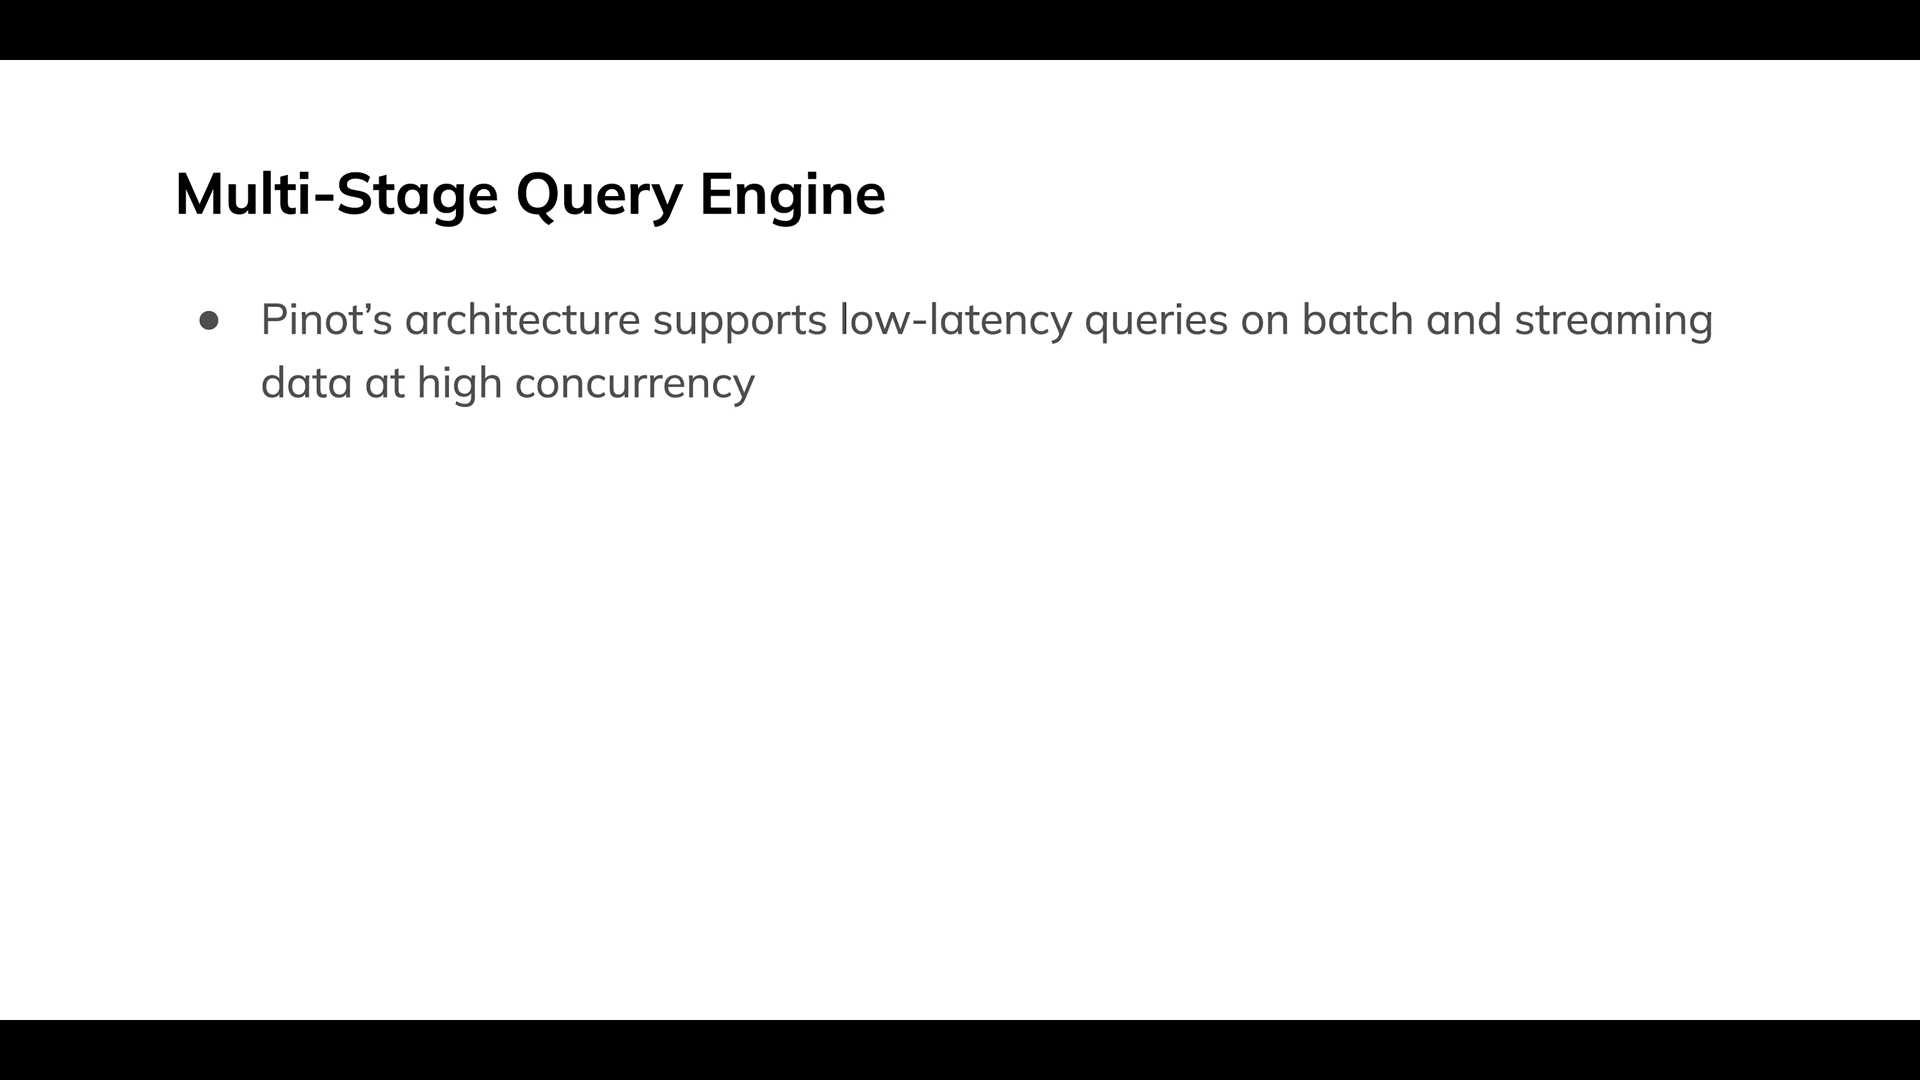 Multi-Stage Query Engine
● Pinot’s architecture supports low-latency queries on batch and streaming
data at high concurrency